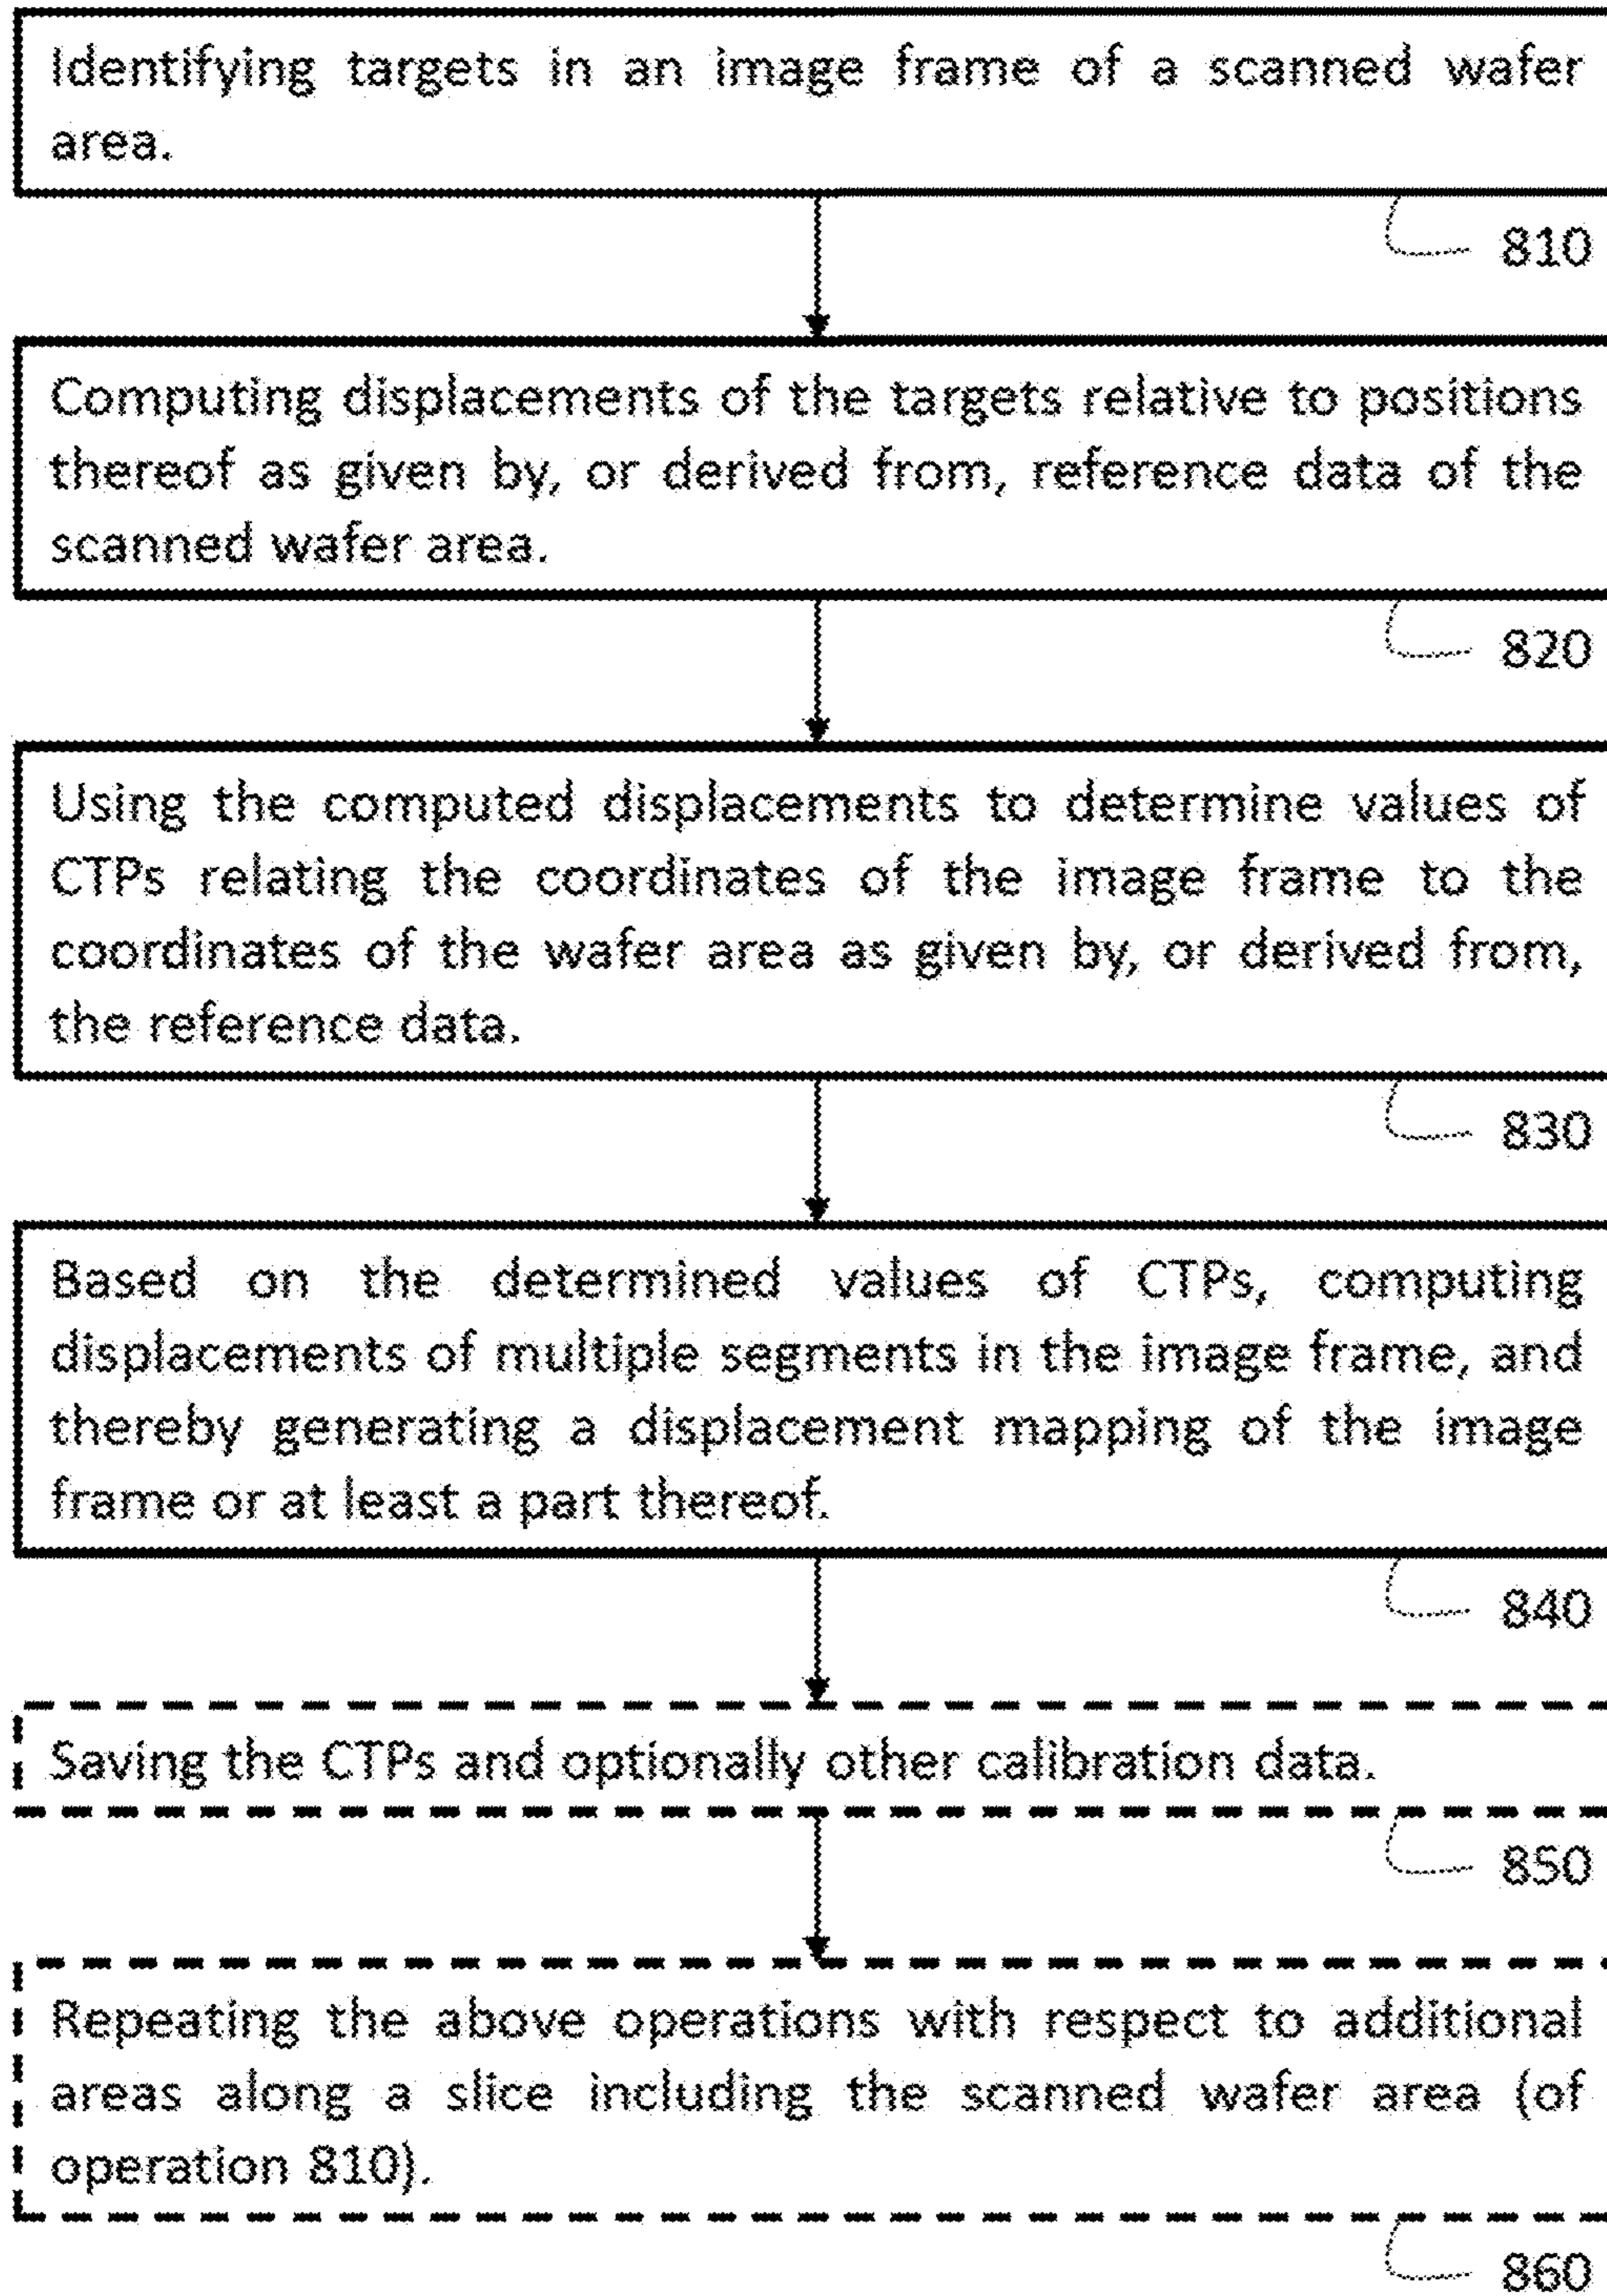 Identifying targets in an image frame of a scanned wafer
area.
810
Computing displacements of the targets relative to positions
thereof as given by, or derived from, reference data of the
scanned wafer area.
820
Using the computed displacements to determine values of
CTPs relating the coordinates of the image frame to the
coordinates of the wafer area as given by, or derived from,
the reference data.
830
Based on the determined values of CTPs, computing
displacements of multiple segments in the image frame, and
thereby generating a displacement mapping of the image
frame or at least a part thereof.
840
Saving the CTPs and optionally other calibration data.
850
Repeating the above operations with respect to additional
areas along a slice including the scanned wafer area (of
operation 810).
860